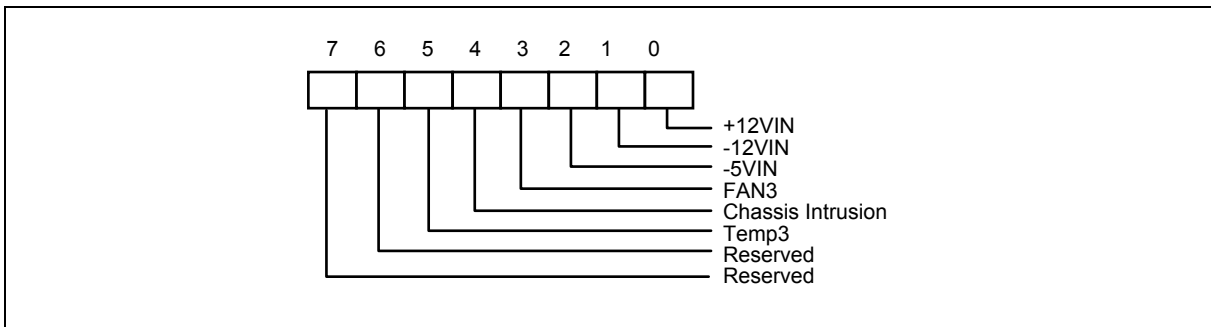 7 6 5 4 3 2 1 0
+12VIN
-12VIN
-5VIN
FAN3
Chassis Intrusion
Temp3
Reserved
Reserved